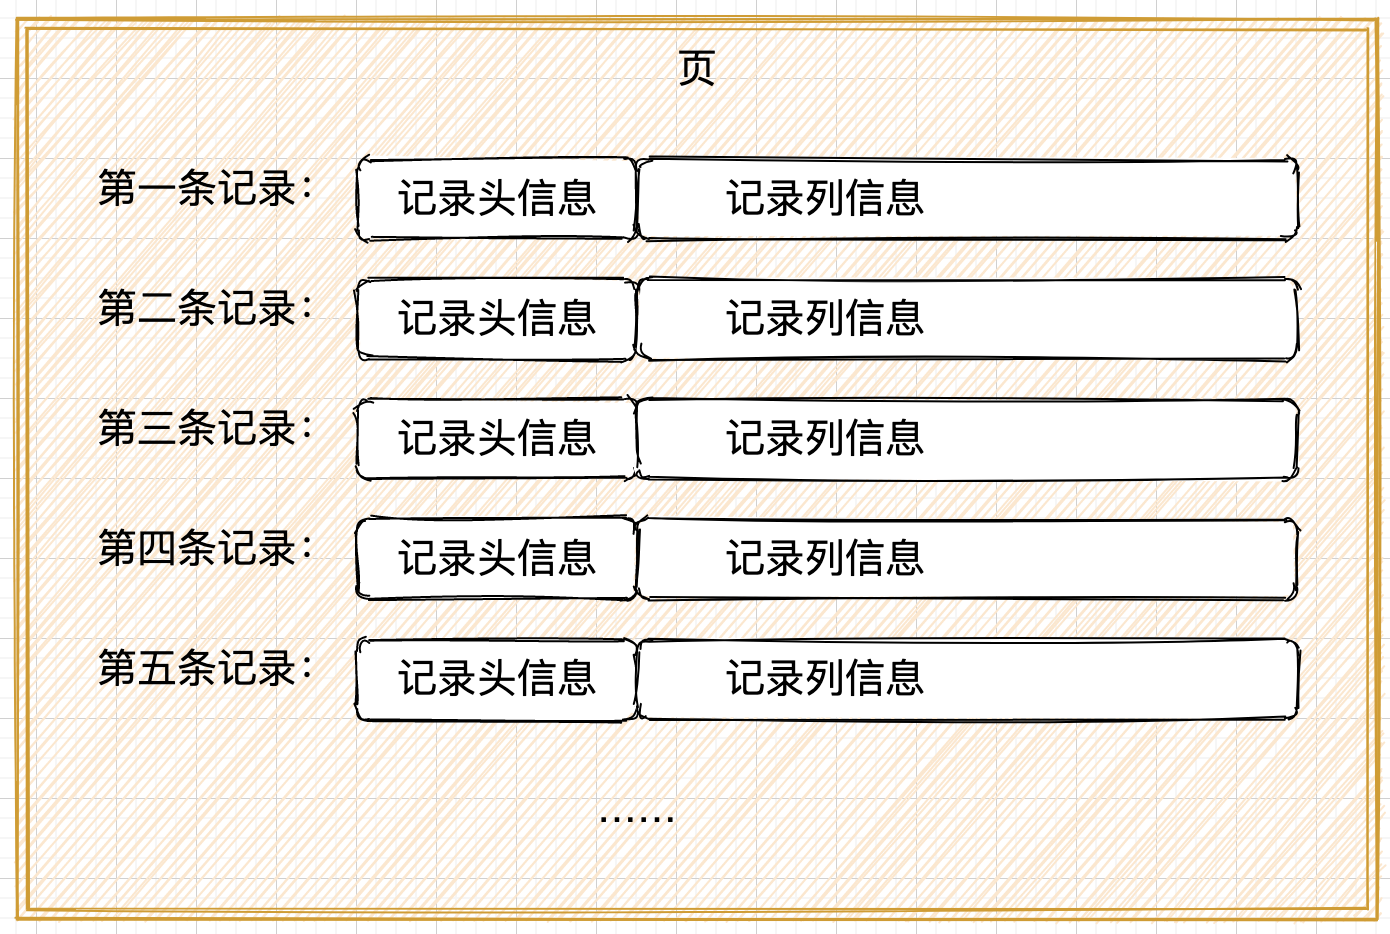 页
第一条记录： 记录头信息 记录列信息
第二条记录： 记录头信息 记录列信息
第三条记录： 记录头信息 记录列信息
第四条记录： 记录头信息 记录列信息
第五条记录： 记录头信息 记录列信息
……